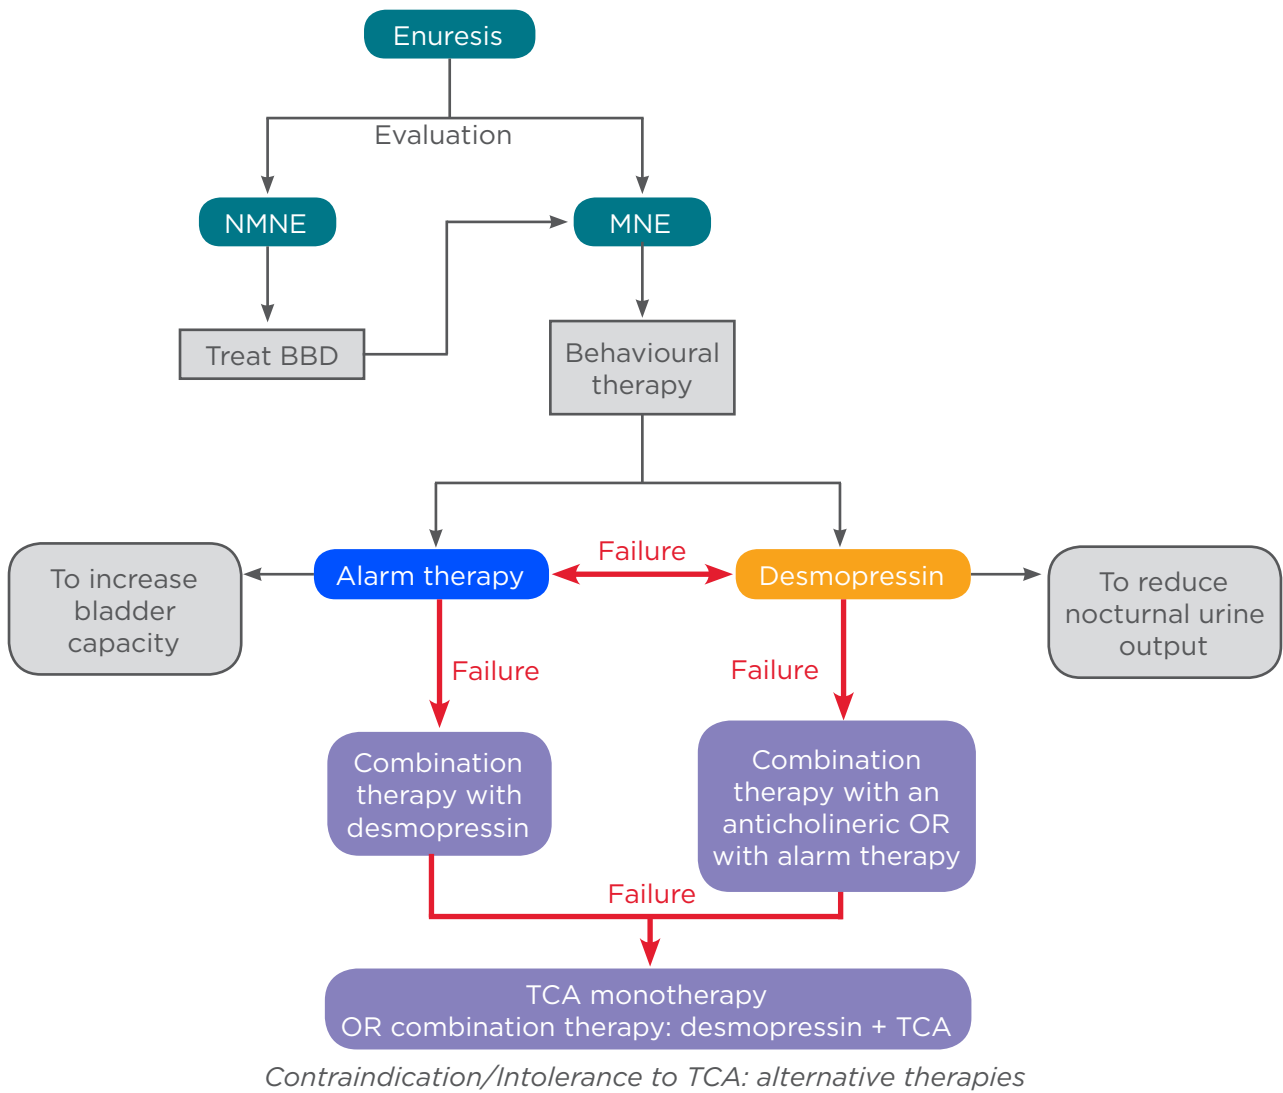 Enuresis
Evaluation
NMNE
MNE
Treat BBD
Behavioural
therapy
Failure
To increase
bladder
capacity
Alarm therapy
Desmopressin
To reduce
nocturnal urine
output
Failure
Failure
Combination
therapy with
desmopressin
Combination
therapy with an
anticholineric OR
with alarm therapy
Failure
TCA monotherapy
OR combination therapy: desmopressin + TCA
Contraindication/Intolerance to TCA: alternative therapies